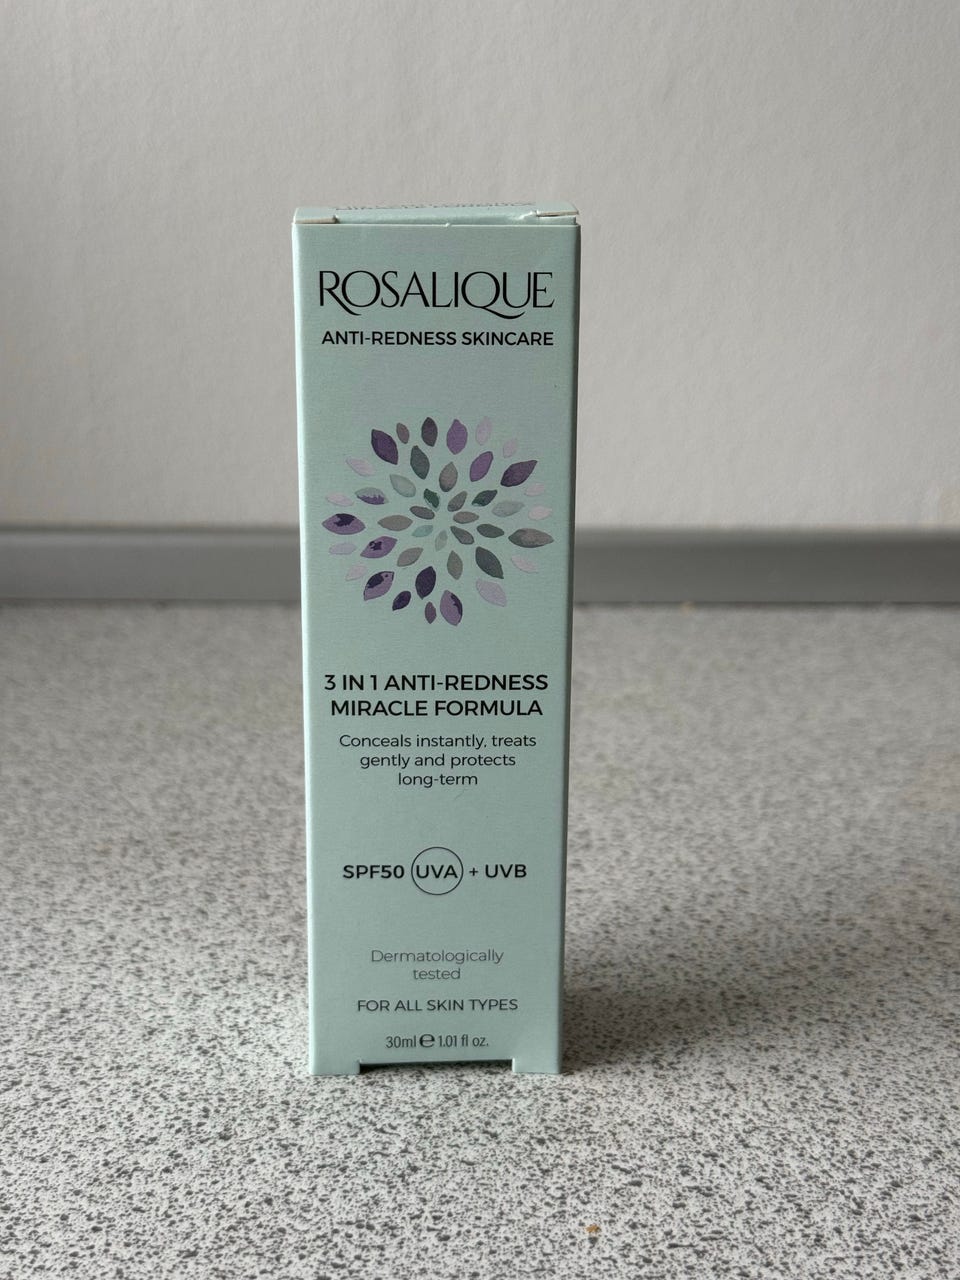 ROSALIQUE
ANTI-REDNESS SKINCARE
3 IN 1 ANTI-REDNESS
MIRACLE FORMULA
Conceals instantly, treats
gently and protects
long-term
SPF50 UVA + UVB
Dermatologically
tested
FOR ALL SKIN TYPES
30ml ℮ 1.01 fl oz.